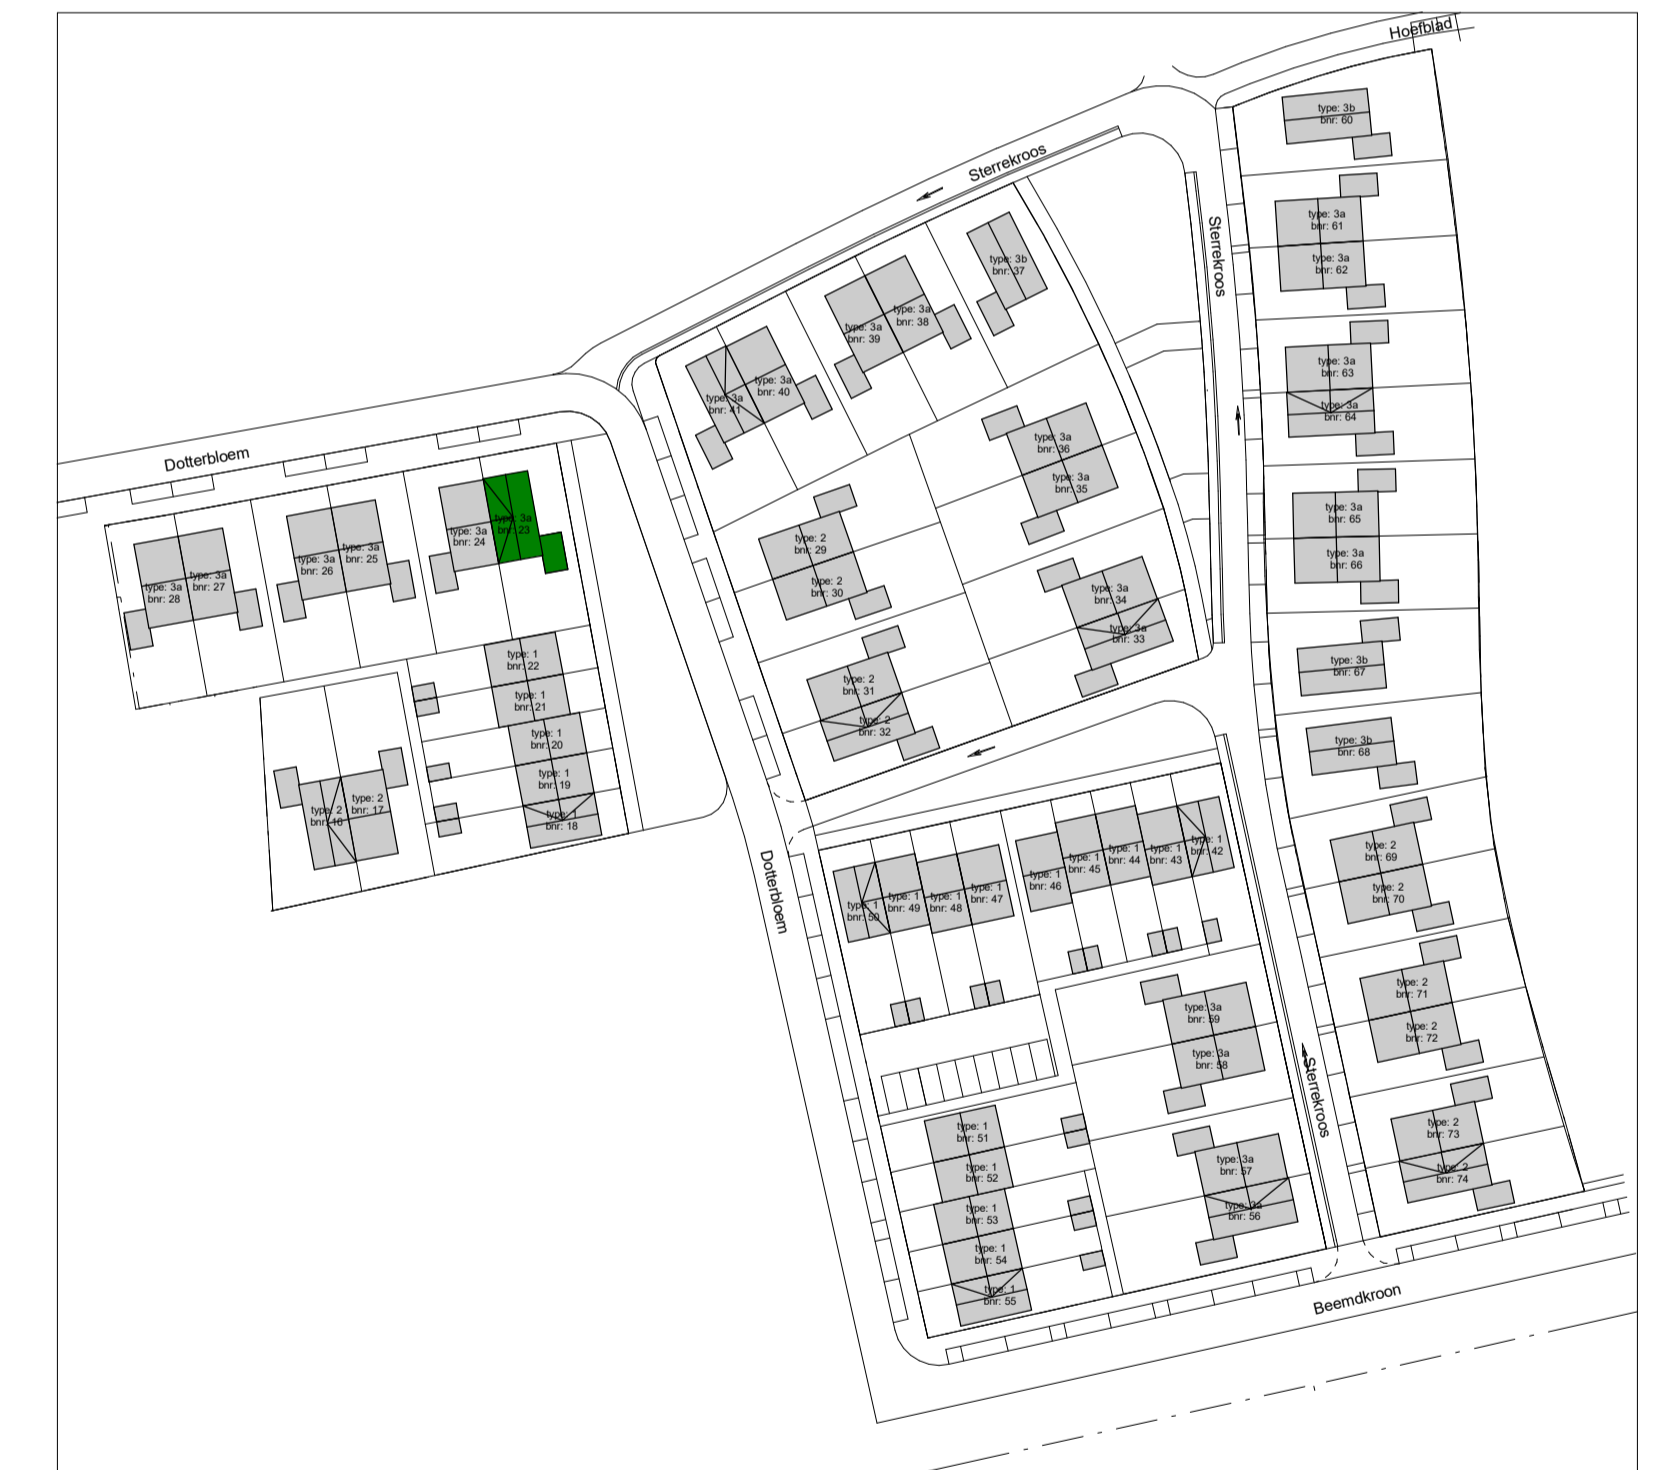 Hoefblad
type: 3b
bnr: 60
Sterrekroos
type: 3a
bnr: 61
type: 3a
bnr: 62
Sterrekroos
type: 3b
bnr: 37
type: 3a
bnr: 38
type: 3a
bnr: 39
type: 3a
bnr: 40
type: 3a
bnr: 41
type: 3a
bnr: 63
type: 3a
bnr: 64
Dotterbloem
type: 3a
bnr: 36
type: 3a
bnr: 35
type: 3a
bnr: 65
type: 3a
bnr: 66
type: 3a
bnr: 23
type: 3a
bnr: 24
type: 3a
bnr: 25
type: 3a
bnr: 26
type: 3a
bnr: 27
type: 3a
bnr: 28
type: 2
bnr: 29
type: 2
bnr: 30
type: 3a
bnr: 34
type: 3a
bnr: 33
type: 3b
bnr: 67
type: 1
bnr: 22
type: 1
bnr: 21
type: 1
bnr: 20
type: 1
bnr: 19
type: 1
bnr: 18
type: 2
bnr: 31
type: 2
bnr: 32
type: 3b
bnr: 68
type: 2
bnr: 16
type: 2
bnr: 17
Dotterbloem
type: 1
bnr: 50
type: 1
bnr: 49
type: 1
bnr: 48
type: 1
bnr: 47
type: 1
bnr: 46
type: 1
bnr: 45
type: 1
bnr: 44
type: 1
bnr: 43
type: 1
bnr: 42
type: 2
bnr: 69
type: 2
bnr: 70
type: 2
bnr: 71
type: 2
bnr: 72
type: 3a
bnr: 59
type: 3a
bnr: 58
Sterrekroos
type: 1
bnr: 51
type: 1
bnr: 52
type: 1
bnr: 53
type: 1
bnr: 54
type: 1
bnr: 55
type: 3a
bnr: 57
type: 3a
bnr: 56
type: 2
bnr: 73
type: 2
bnr: 74
Beemdkroon